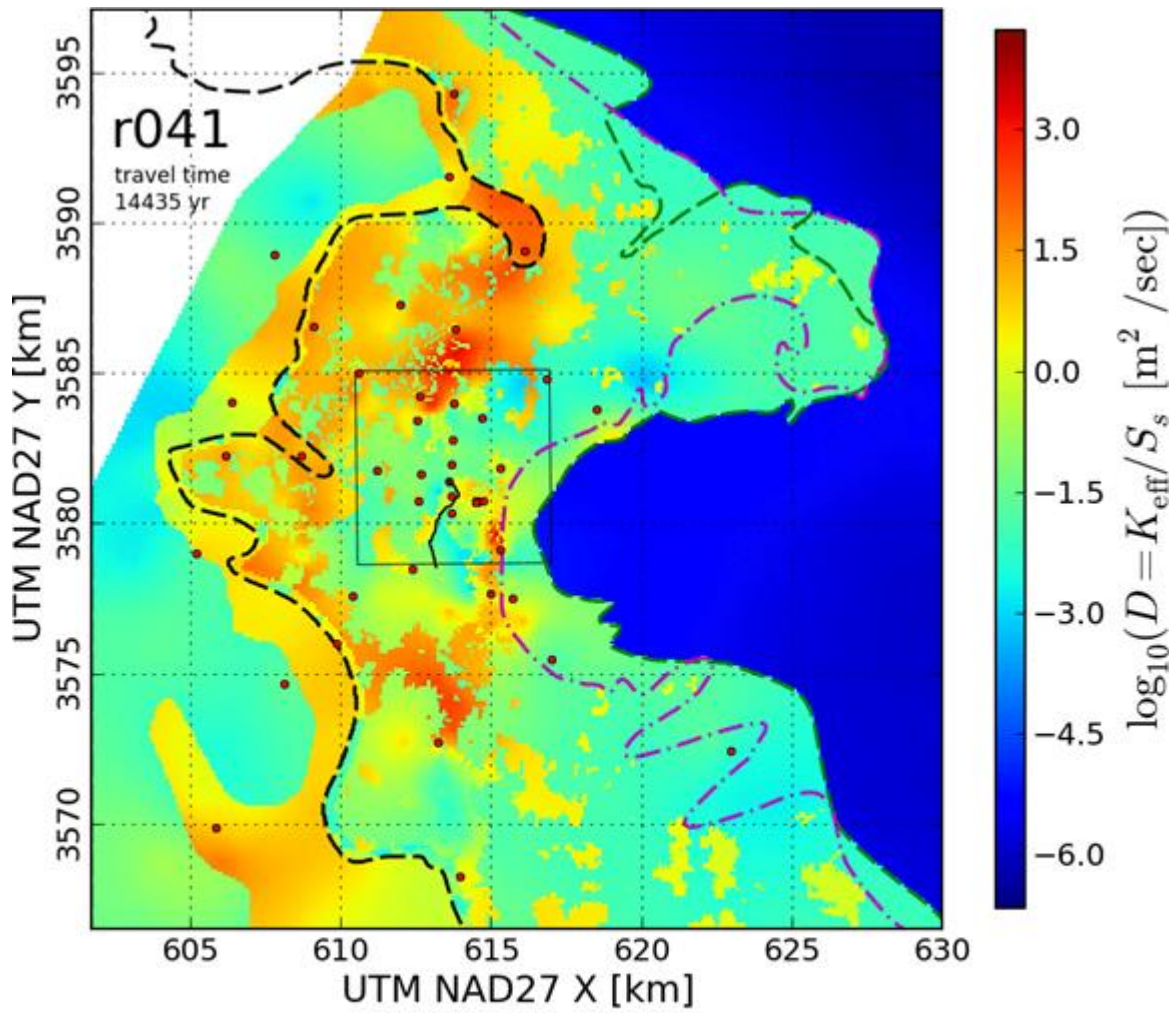 r041
travel time
14435 yr
3595
3590
3585
3580
3575
3570
UTM NAD27 Y [km]
605 610 615 620 625 630
UTM NAD27 X [km]
3.0
1.5
0.0
−1.5
−3.0
−4.5
−6.0
log₁₀(D = K_eff/S_s [m² /sec])